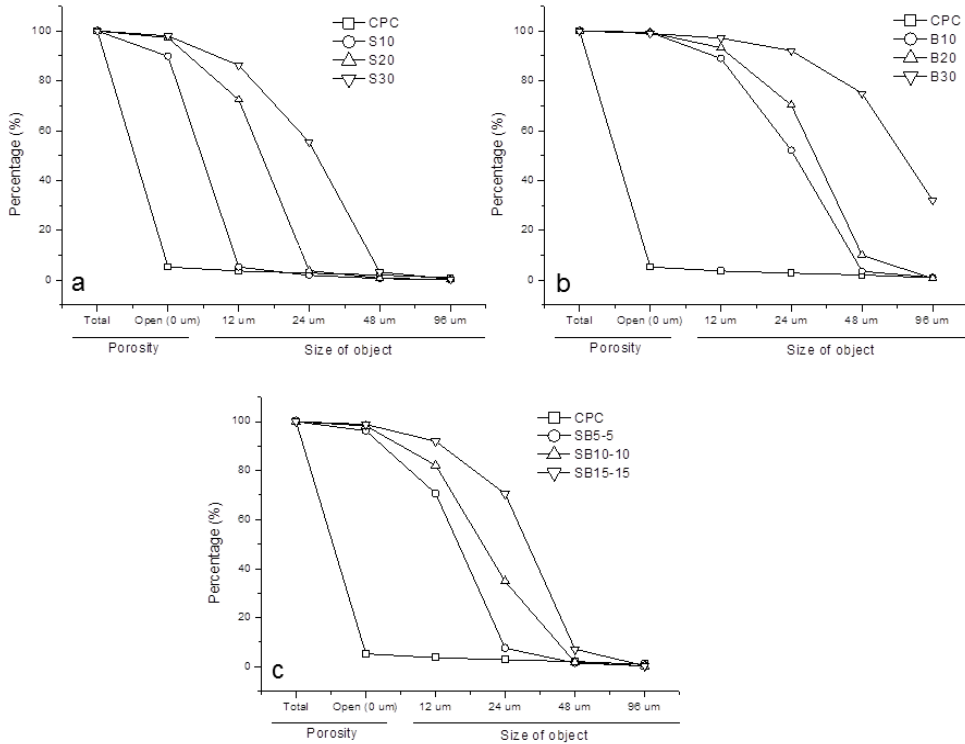 100
80
60
40
20
0
Percentage (%)
CPC
S10
S20
S30
a
Total Open (0 um) 12 um 24 um 48 um 96 um
Porosity Size of object
100
80
60
40
20
0
Percentage (%)
CPC
B10
B20
B30
b
Total Open (0 um) 12 um 24 um 48 um 96 um
Porosity Size of object
100
80
60
40
20
0
Percentage (%)
CPC
SB5-5
SB10-10
SB15-15
c
Total Open (0 um) 12 um 24 um 48 um 96 um
Porosity Size of object